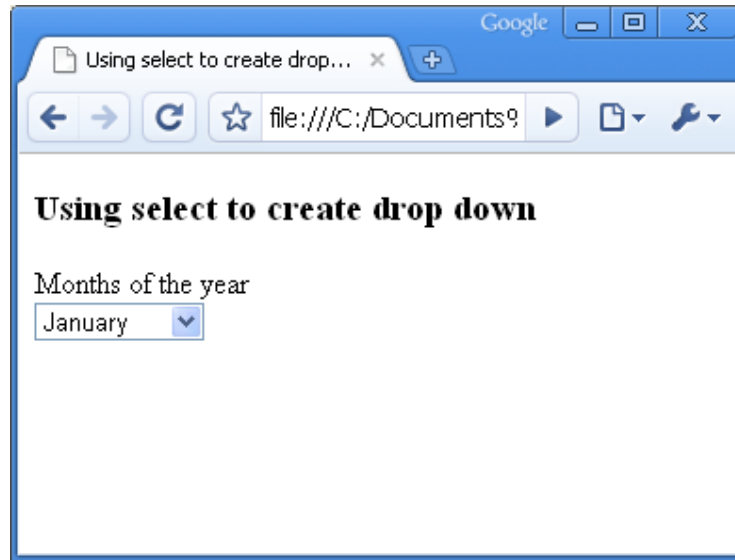 Google
Using select to create drop...
file:///C:/Documents9
Using select to create drop down
Months of the year
January